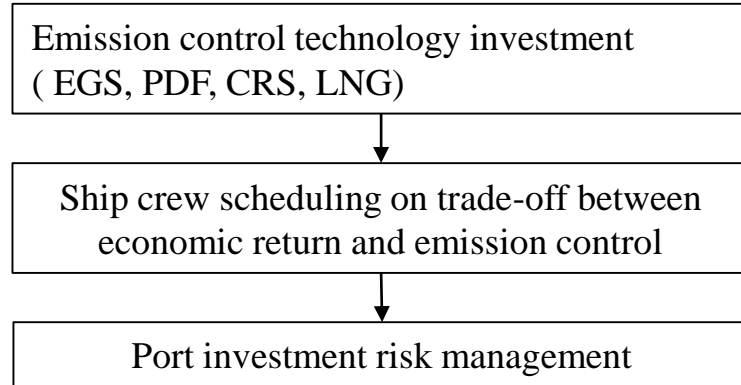 Emission control technology investment
( EGS, PDF, CRS, LNG)
Ship crew scheduling on trade-off between
economic return and emission control
Port investment risk management